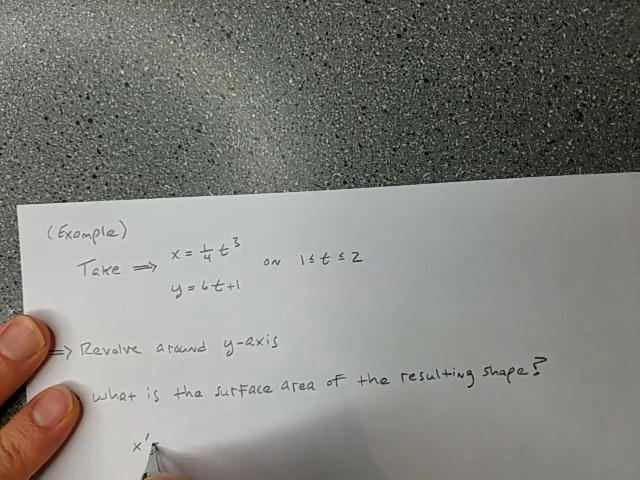 (Example)
Take ⟹ x = 1/4 t³ on 1 ≤ t ≤ 2
y = 6t+1
⟹ Revolve around y-axis
What is the surface area of the resulting shape?
x'